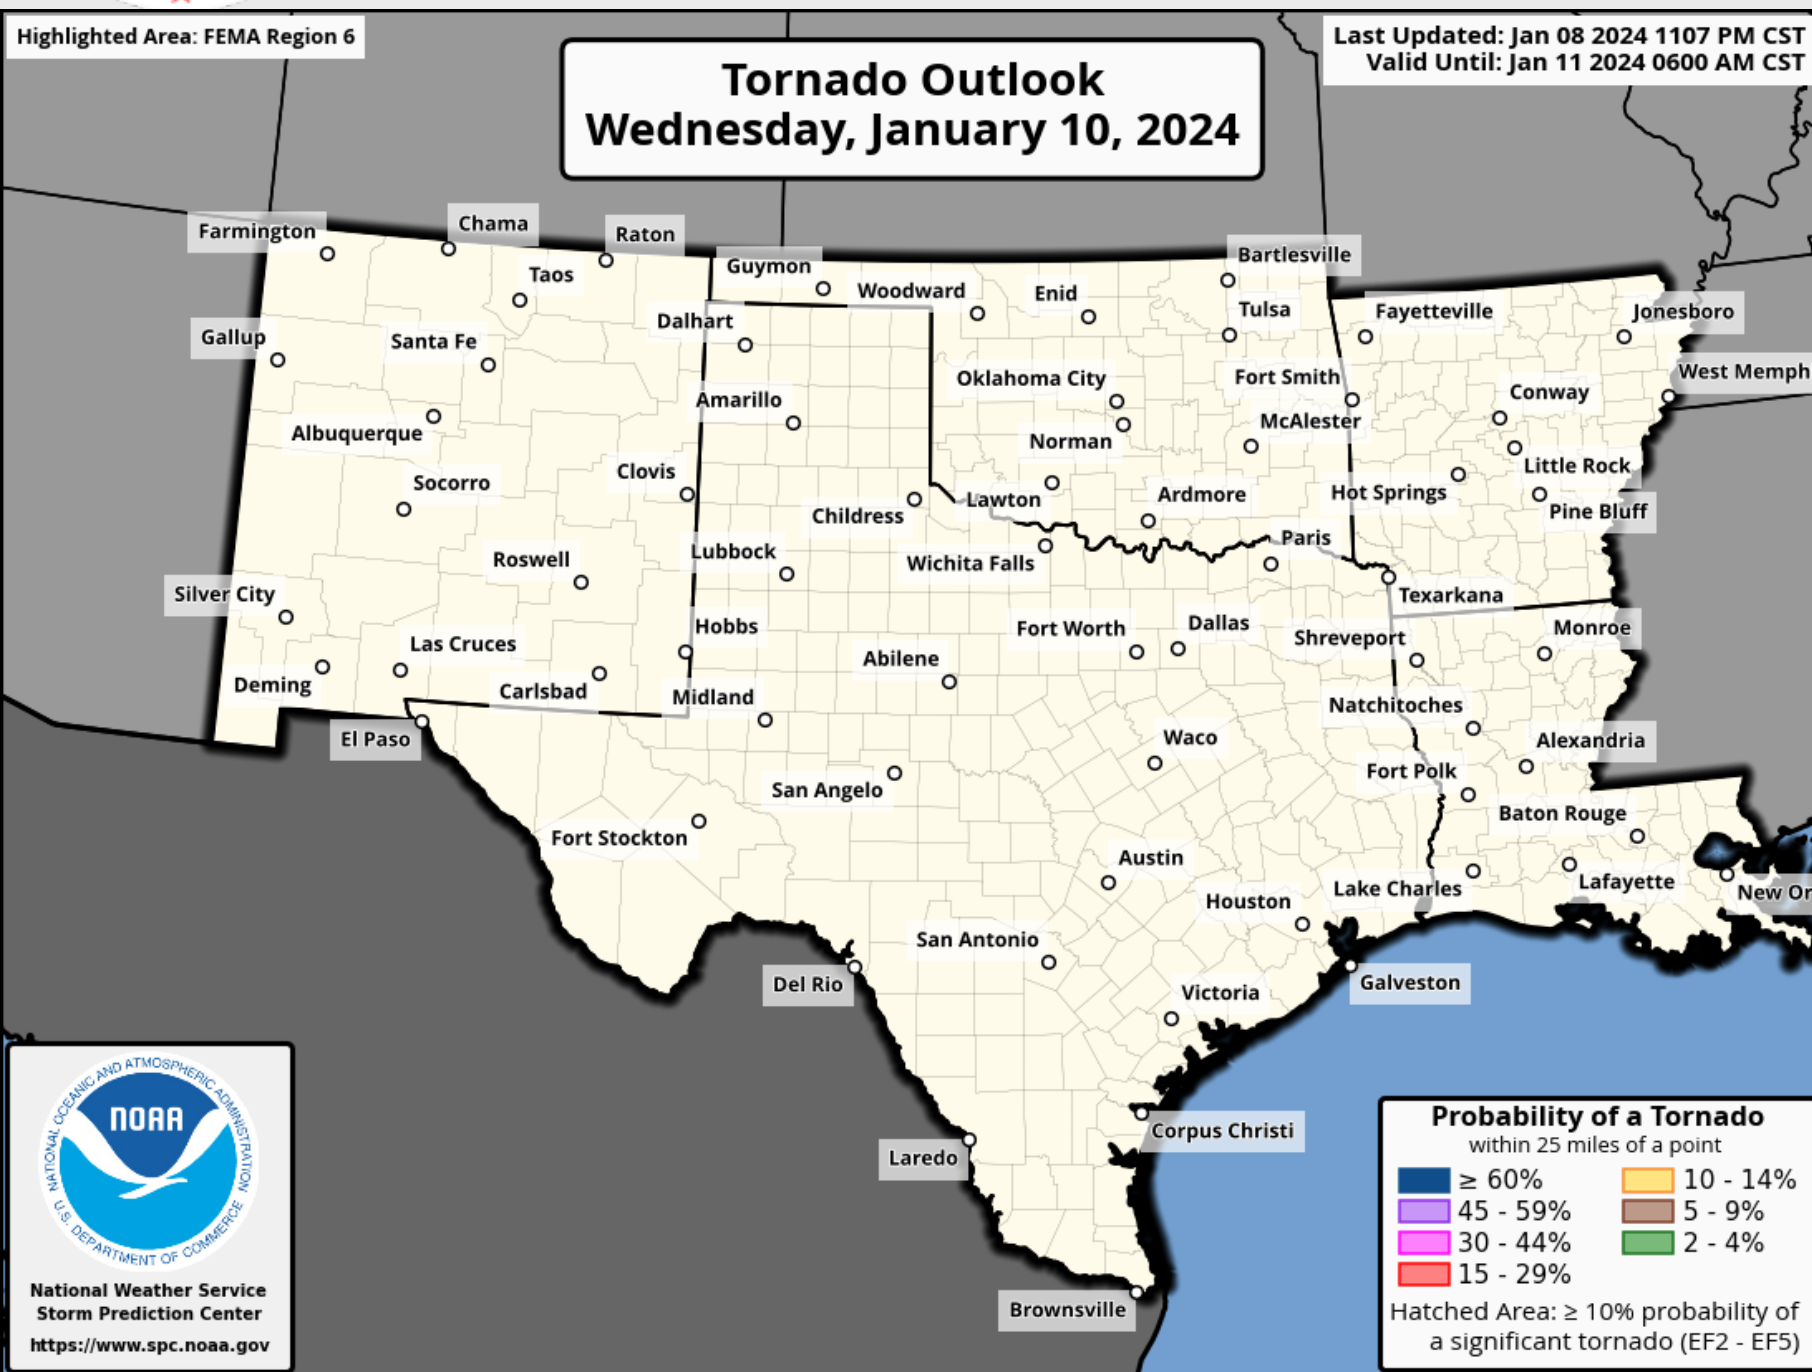 Highlighted Area: FEMA Region 6
Last Updated: Jan 08 2024 1107 PM CST
Valid Until: Jan 11 2024 0600 AM CST
Tornado Outlook
Wednesday, January 10, 2024
Farmington
Chama
Raton
Taos
Guymon
Woodward
Enid
Bartlesville
Tulsa
Fayetteville
Jonesboro
Gallup
Santa Fe
Dalhart
Oklahoma City
Fort Smith
Conway
West Memph
Albuquerque
Amarillo
Norman
McAlester
Little Rock
Socorro
Clovis
Childress
Lawton
Ardmore
Hot Springs
Pine Bluff
Roswell
Lubbock
Wichita Falls
Paris
Texarkana
Silver City
Las Cruces
Hobbs
Fort Worth
Dallas
Shreveport
Monroe
Deming
Carlsbad
Midland
Abilene
Natchitoches
El Paso
Waco
Alexandria
San Angelo
Fort Polk
Fort Stockton
Baton Rouge
Austin
Houston
Lake Charles
Lafayette
New Or
San Antonio
Del Rio
Victoria
Galveston
Corpus Christi
Laredo
Brownsville
NATIONAL OCEANIC AND ATMOSPHERIC ADMINISTRATION
NOAA
U.S. DEPARTMENT OF COMMERCE
National Weather Service
Storm Prediction Center
https://www.spc.noaa.gov
Probability of a Tornado
within 25 miles of a point
≥ 60%
10 - 14%
45 - 59%
5 - 9%
30 - 44%
2 - 4%
15 - 29%
Hatched Area: ≥ 10% probability of
a significant tornado (EF2 - EF5)